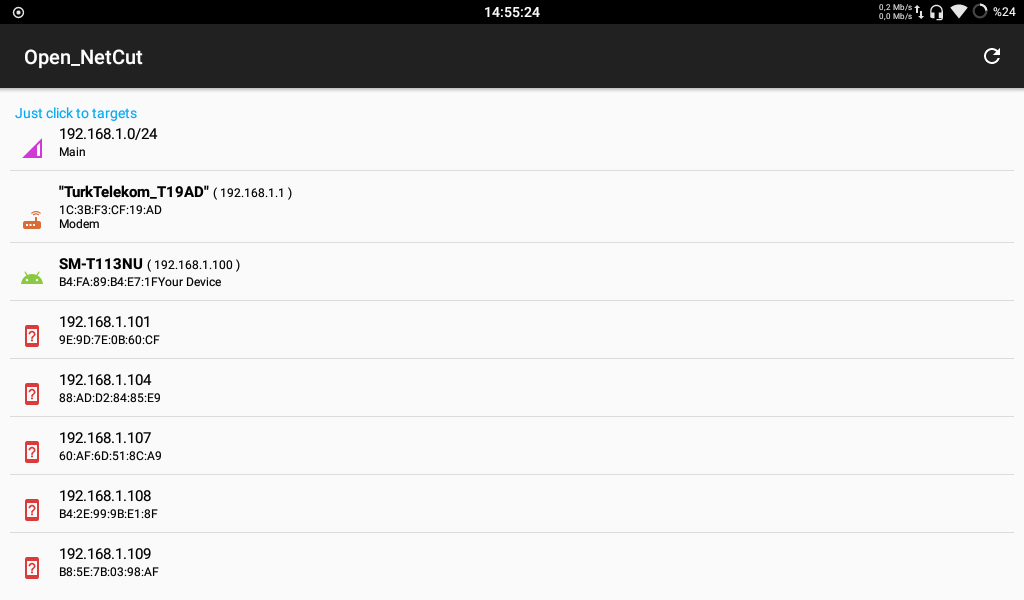 14:55:24
0,2 Mb/s
0,0 Mb/s
%24
Open_NetCut
Just click to targets
192.168.1.0/24
Main
"TurkTelekom_T19AD" ( 192.168.1.1 )
1C:3B:F3:CF:19:AD
Modem
SM-T113NU ( 192.168.1.100 )
B4:FA:89:B4:E7:1FYour Device
192.168.1.101
9E:9D:7E:0B:60:CF
192.168.1.104
88:AD:D2:84:85:E9
192.168.1.107
60:AF:6D:51:8C:A9
192.168.1.108
B4:2E:99:9B:E1:8F
192.168.1.109
B8:5E:7B:03:98:AF